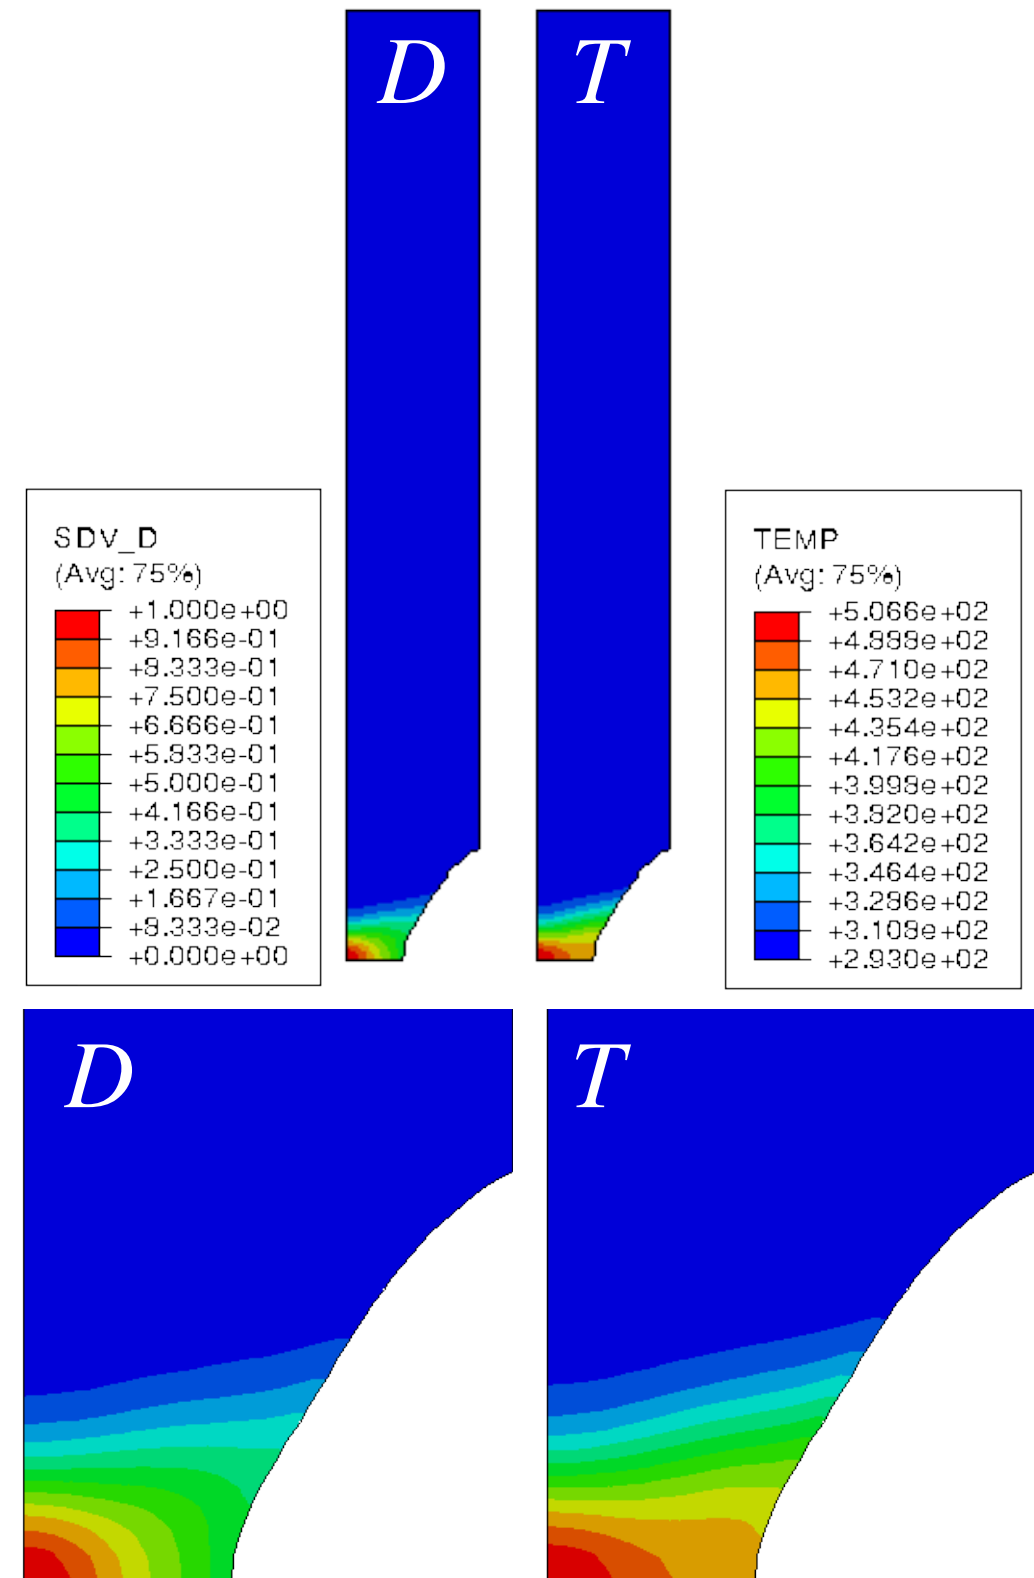 D
T
SDV_D
(Avg: 75%)
+1.000e+00
+9.166e-01
+8.333e-01
+7.500e-01
+6.666e-01
+5.833e-01
+5.000e-01
+4.166e-01
+3.333e-01
+2.500e-01
+1.667e-01
+8.333e-02
+0.000e+00
TEMP
(Avg: 75%)
+5.066e+02
+4.888e+02
+4.710e+02
+4.532e+02
+4.354e+02
+4.176e+02
+3.998e+02
+3.820e+02
+3.642e+02
+3.464e+02
+3.286e+02
+3.108e+02
+2.930e+02
D
T